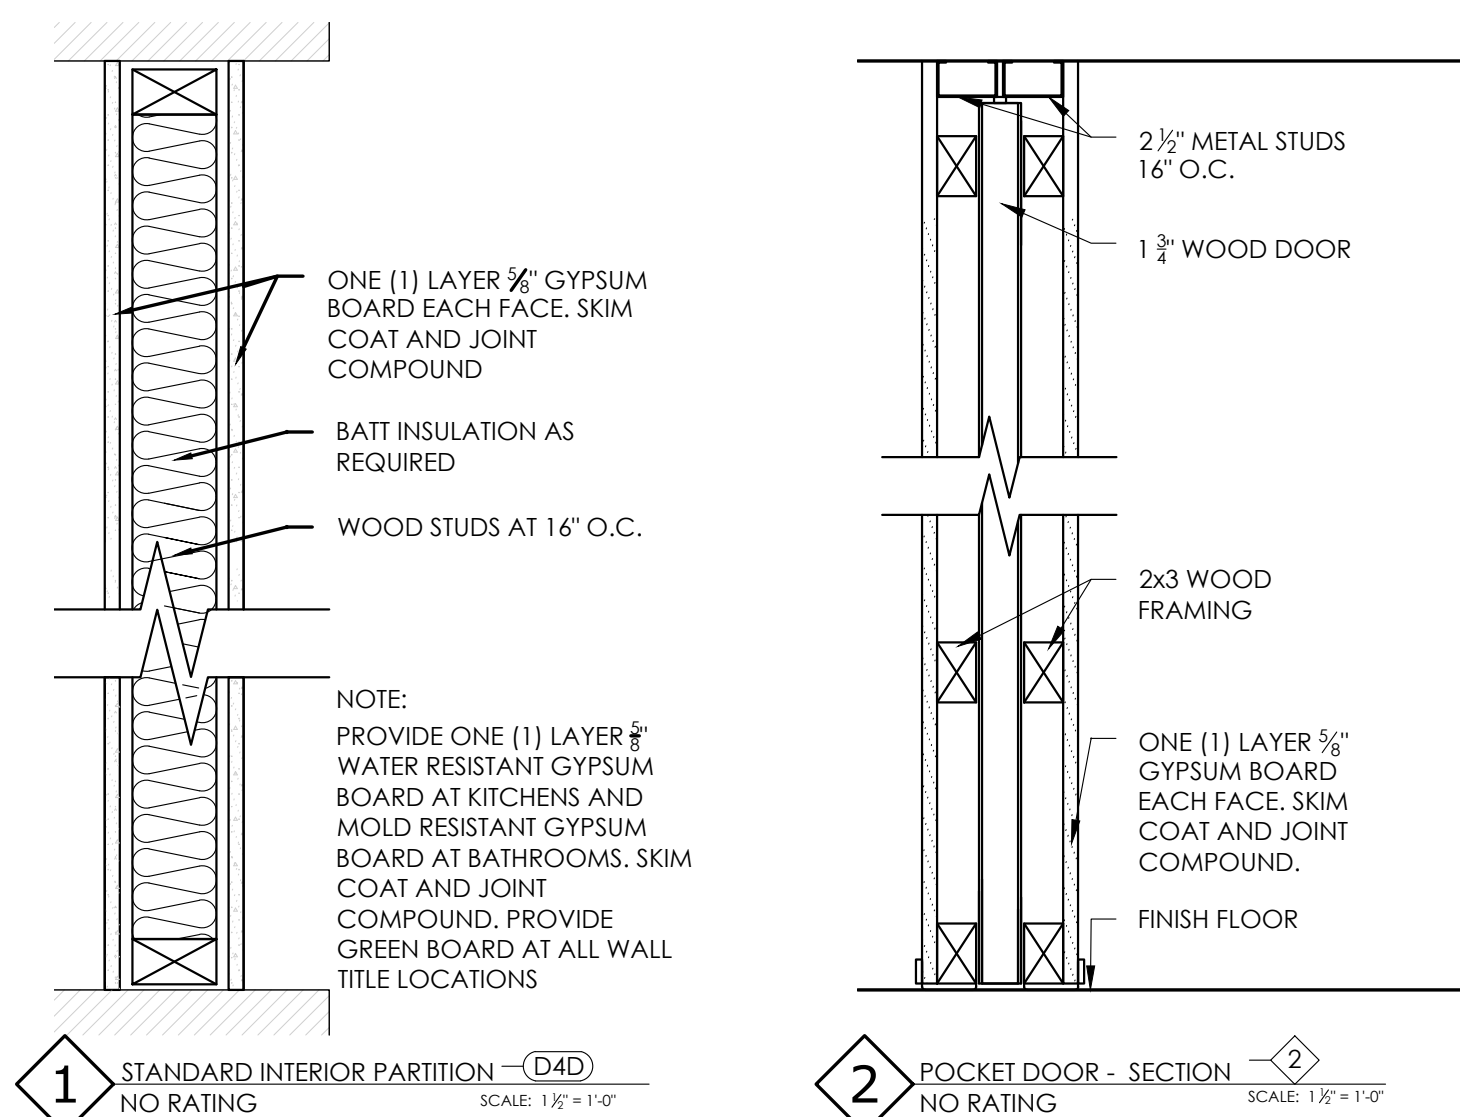 ONE (1) LAYER 5/8" GYPSUM
BOARD EACH FACE. SKIM
COAT AND JOINT
COMPOUND
BATT INSULATION AS
REQUIRED
WOOD STUDS AT 16" O.C.
NOTE:
PROVIDE ONE (1) LAYER 5/8"
WATER RESISTANT GYPSUM
BOARD AT KITCHENS AND
MOLD RESISTANT GYPSUM
BOARD AT BATHROOMS. SKIM
COAT AND JOINT
COMPOUND. PROVIDE
GREEN BOARD AT ALL WALL
TITLE LOCATIONS
1
STANDARD INTERIOR PARTITION
D4D
NO RATING
SCALE: 1 1/2" = 1'-0"
2 1/2" METAL STUDS
16" O.C.
1 3/4" WOOD DOOR
2x3 WOOD
FRAMING
ONE (1) LAYER 5/8"
GYPSUM BOARD
EACH FACE. SKIM
COAT AND JOINT
COMPOUND.
FINISH FLOOR
2
POCKET DOOR - SECTION
2
NO RATING
SCALE: 1 1/2" = 1'-0"